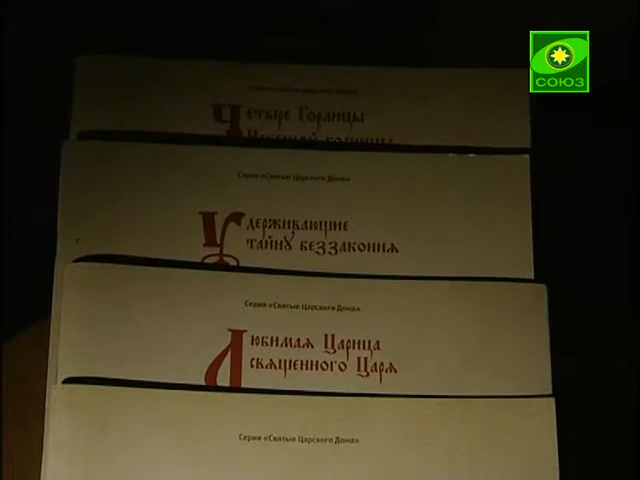 СОЮЗ
Четыре Горлицы
Серия «Святые Царского Дома»
Удерживающие
тайну беззакония
Серия «Святые Царского Дома»
Любимая Царица
священного Царя
Серия «Святые Царского Дома»